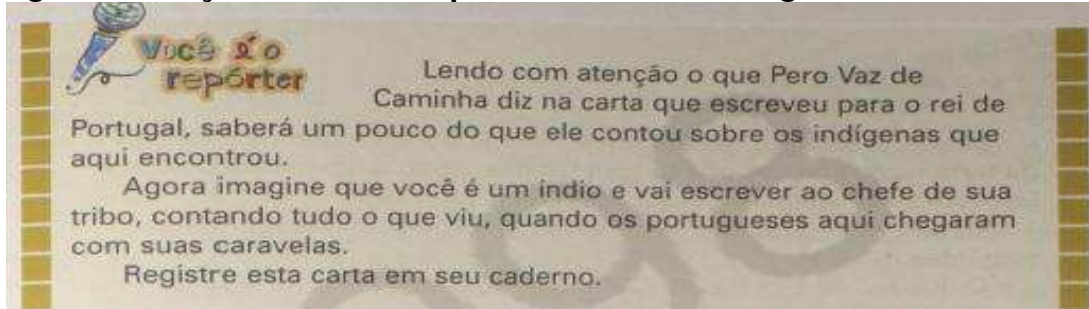 Você é o
repórter
Lendo com atenção o que Pero Vaz de
Caminha diz na carta que escreveu para o rei de
Portugal, saberá um pouco do que ele contou sobre os indígenas que
aqui encontrou.
Agora imagine que você é um índio e vai escrever ao chefe de sua
tribo, contando tudo o que viu, quando os portugueses aqui chegaram
com suas caravelas.
Registre esta carta em seu caderno.